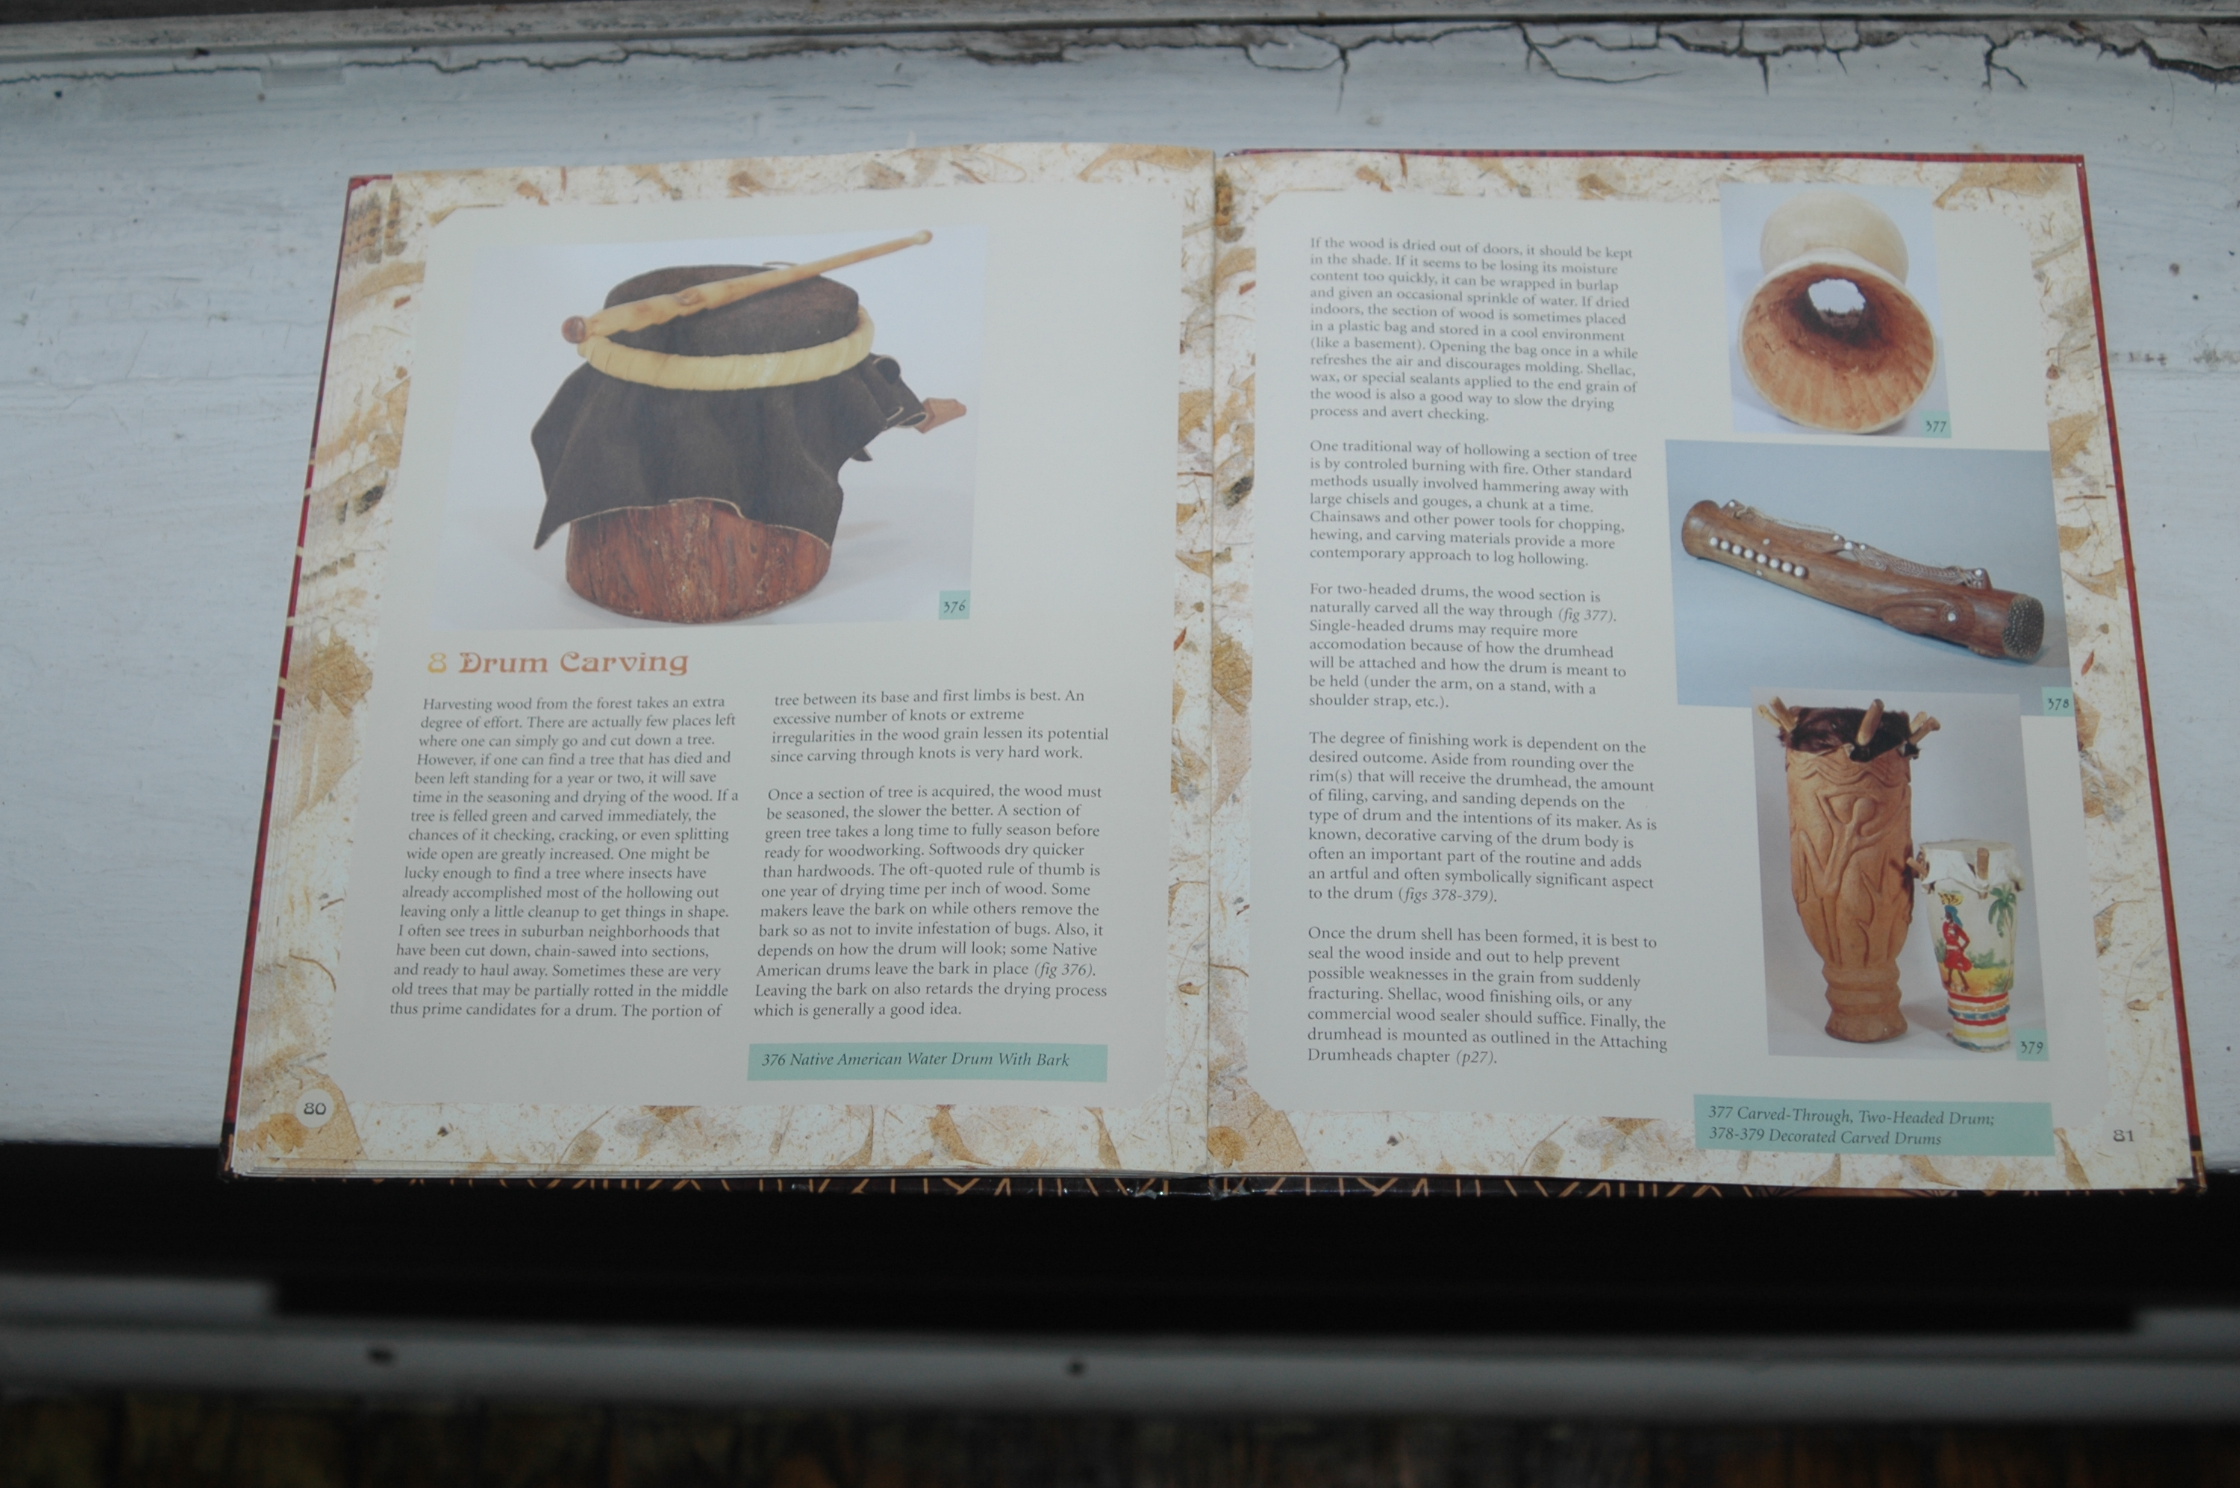 376
8 Drum Carving
Harvesting wood from the forest takes an extra
degree of effort. There are actually few places left
where one can simply go and cut down a tree.
However, if one can find a tree that has died and
been left standing for a year or two, it will save
time in the seasoning and drying of the wood. If a
tree is felled green and carved immediately, the
chances of it checking, cracking, or even splitting
wide open are greatly increased. One might be
lucky enough to find a tree where insects have
already accomplished most of the hollowing out
leaving only a little cleanup to get things in shape.
I often see trees in suburban neighborhoods that
have been cut down, chain-sawed into sections,
and ready to haul away. Sometimes these are very
old trees that may be partially rotted in the middle
thus prime candidates for a drum. The portion of
tree between its base and first limbs is best. An
excessive number of knots or extreme
irregularities in the wood grain lessen its potential
since carving through knots is very hard work.
Once a section of tree is acquired, the wood must
be seasoned, the slower the better. A section of
green tree takes a long time to fully season before
ready for woodworking. Softwoods dry quicker
than hardwoods. The oft-quoted rule of thumb is
one year of drying time per inch of wood. Some
makers leave the bark on while others remove the
bark so as not to invite infestation of bugs. Also, it
depends on how the drum will look; some Native
American drums leave the bark in place (fig 376).
Leaving the bark on also retards the drying process
which is generally a good idea.
376 Native American Water Drum With Bark
80
If the wood is dried out of doors, it should be kept
in the shade. If it seems to be losing its moisture
content too quickly, it can be wrapped in burlap
and given an occasional sprinkle of water. If dried
indoors, the section of wood is sometimes placed
in a plastic bag and stored in a cool environment
(like a basement). Opening the bag once in a while
refreshes the air and discourages molding. Shellac,
wax, or special sealants applied to the end grain of
the wood is also a good way to slow the drying
process and avert checking.
One traditional way of hollowing a section of tree
is by controled burning with fire. Other standard
methods usually involved hammering away with
large chisels and gouges, a chunk at a time.
Chainsaws and other power tools for chopping,
hewing, and carving materials provide a more
contemporary approach to log hollowing.
For two-headed drums, the wood section is
naturally carved all the way through (fig 377).
Single-headed drums may require more
accomodation because of how the drumhead
will be attached and how the drum is meant to
be held (under the arm, on a stand, with a
shoulder strap, etc.).
The degree of finishing work is dependent on the
desired outcome. Aside from rounding over the
rim(s) that will receive the drumhead, the amount
of filing, carving, and sanding depends on the
type of drum and the intentions of its maker. As is
known, decorative carving of the drum body is
often an important part of the routine and adds
an artful and often symbolically significant aspect
to the drum (figs 378-379).
Once the drum shell has been formed, it is best to
seal the wood inside and out to help prevent
possible weaknesses in the grain from suddenly
fracturing. Shellac, wood finishing oils, or any
commercial wood sealer should suffice. Finally, the
drumhead is mounted as outlined in the Attaching
Drumheads chapter (p27).
377
378
379
377 Carved-Through, Two-Headed Drum;
378-379 Decorated Carved Drums
81